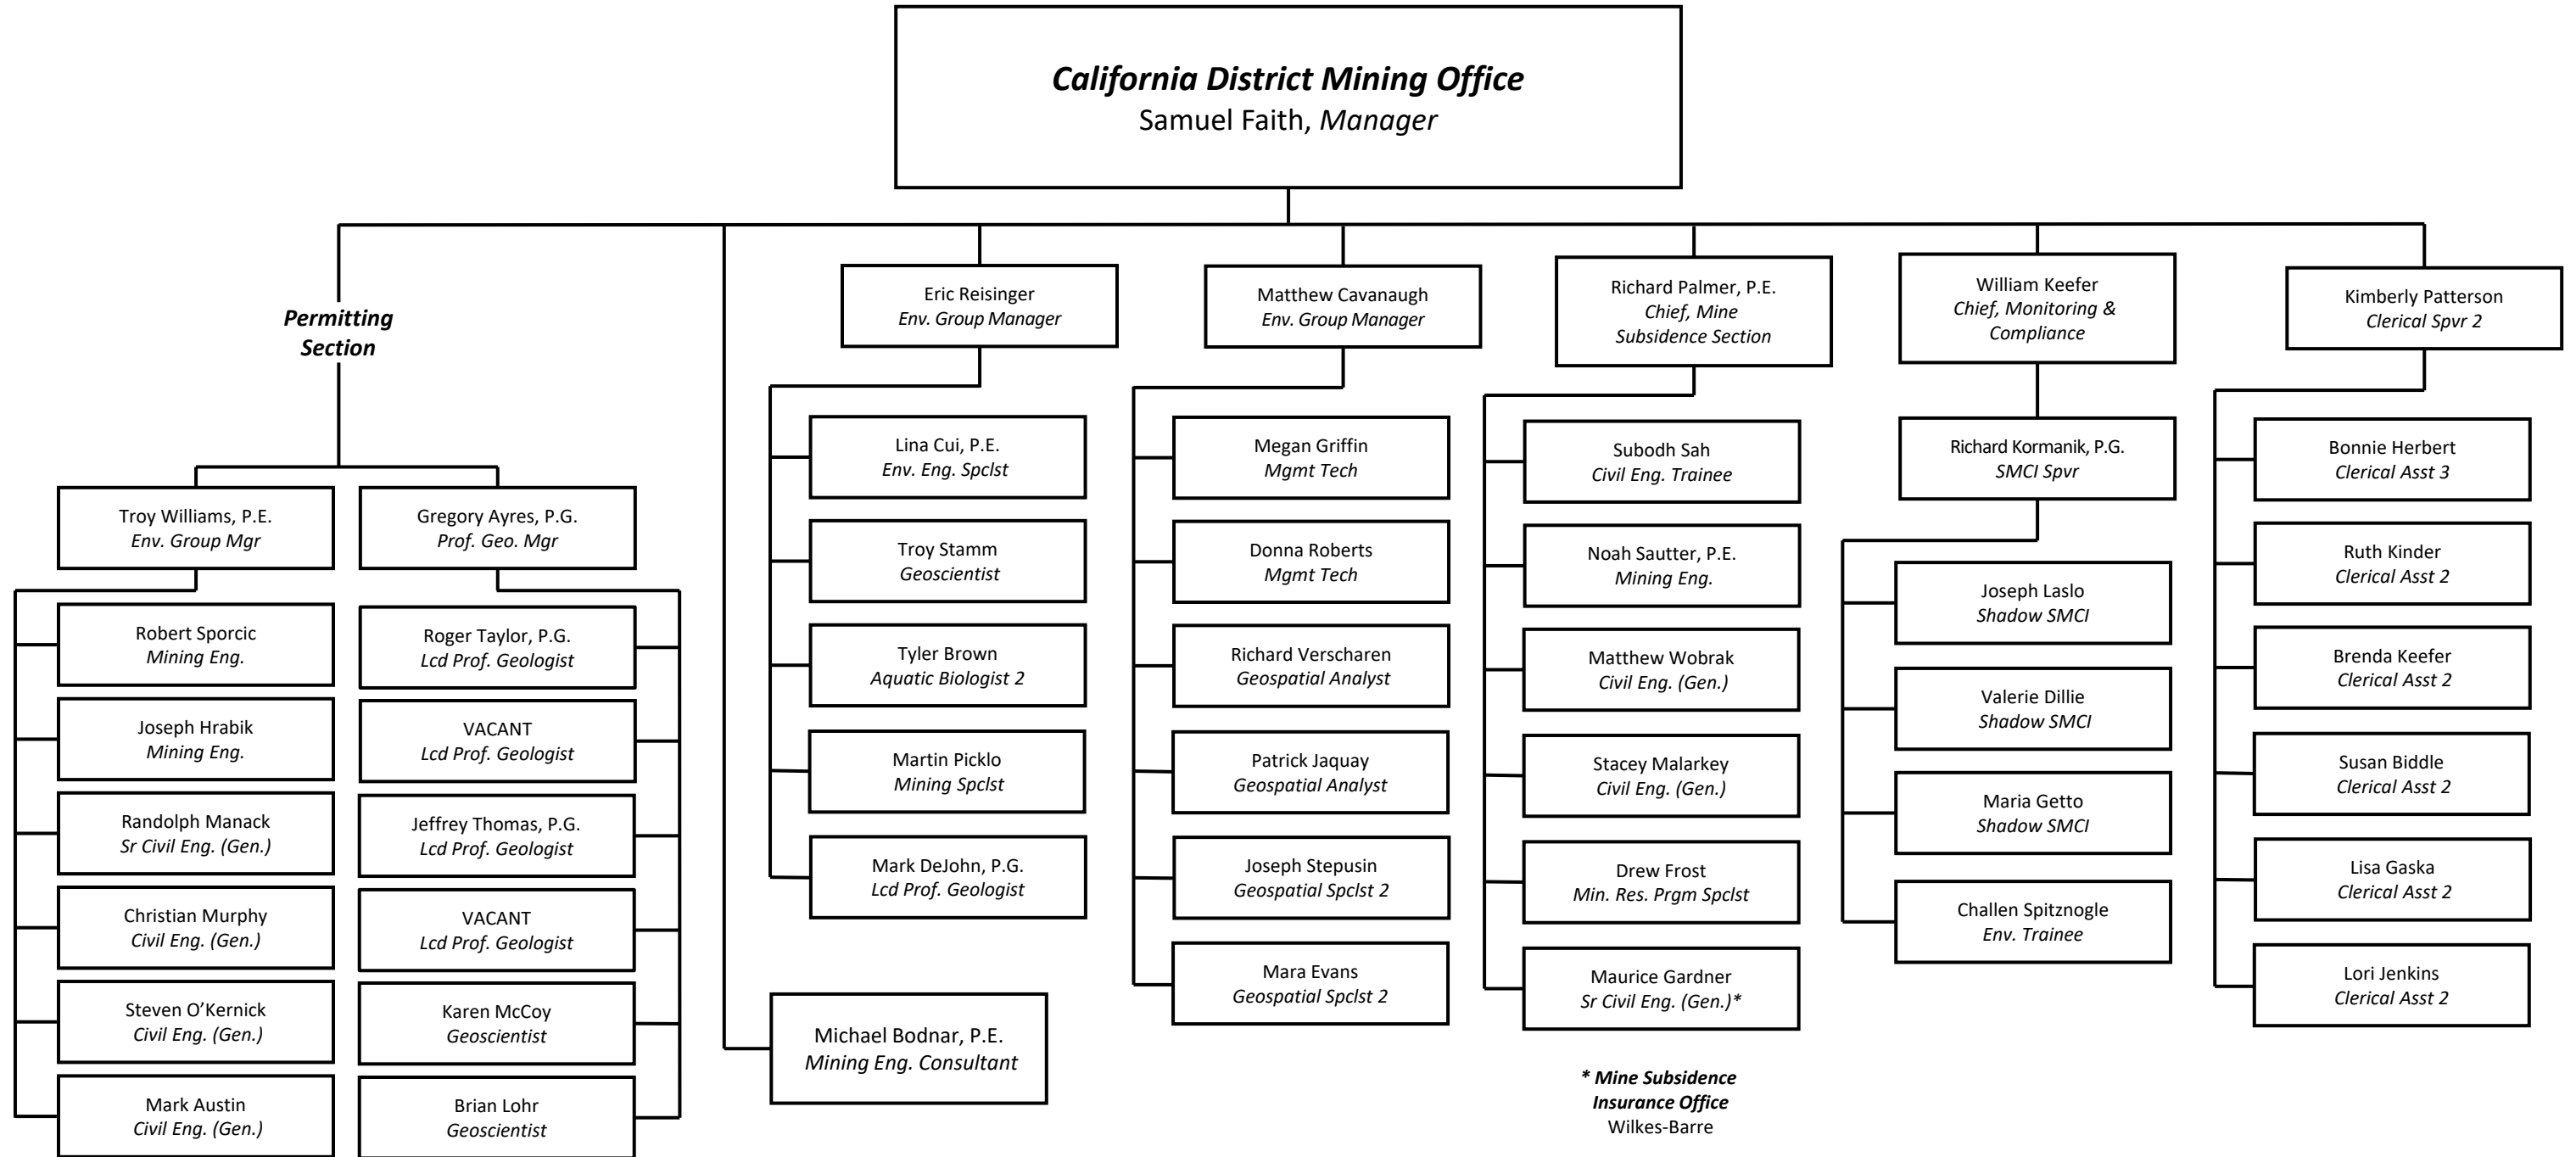 California District Mining Office
Samuel Faith, Manager
Permitting
Section
Troy Williams, P.E.
Env. Group Mgr
Robert Sporcic
Mining Eng.
Joseph Hrabik
Mining Eng.
Randolph Manack
Sr Civil Eng. (Gen.)
Christian Murphy
Civil Eng. (Gen.)
Steven O’Kernick
Civil Eng. (Gen.)
Mark Austin
Civil Eng. (Gen.)
Gregory Ayres, P.G.
Prof. Geo. Mgr
Roger Taylor, P.G.
Lcd Prof. Geologist
VACANT
Lcd Prof. Geologist
Jeffrey Thomas, P.G.
Lcd Prof. Geologist
VACANT
Lcd Prof. Geologist
Karen McCoy
Geoscientist
Brian Lohr
Geoscientist
Michael Bodnar, P.E.
Mining Eng. Consultant
Eric Reisinger
Env. Group Manager
Lina Cui, P.E.
Env. Eng. Spclst
Troy Stamm
Geoscientist
Tyler Brown
Aquatic Biologist 2
Martin Picklo
Mining Spclst
Mark DeJohn, P.G.
Lcd Prof. Geologist
Matthew Cavanaugh
Env. Group Manager
Megan Griffin
Mgmt Tech
Donna Roberts
Mgmt Tech
Richard Verscharen
Geospatial Analyst
Patrick Jaquay
Geospatial Analyst
Joseph Stepusin
Geospatial Spclst 2
Mara Evans
Geospatial Spclst 2
Richard Palmer, P.E.
Chief, Mine
Subsidence Section
Subodh Sah
Civil Eng. Trainee
Noah Sautter, P.E.
Mining Eng.
Matthew Wobrak
Civil Eng. (Gen.)
Stacey Malarkey
Civil Eng. (Gen.)
Drew Frost
Min. Res. Prgm Spclst
Maurice Gardner
Sr Civil Eng. (Gen.)*
* Mine Subsidence
Insurance Office
Wilkes-Barre
William Keefer
Chief, Monitoring &
Compliance
Richard Kormanik, P.G.
SMCI Spvr
Joseph Laslo
Shadow SMCI
Valerie Dillie
Shadow SMCI
Maria Getto
Shadow SMCI
Challen Spitznogle
Env. Trainee
Kimberly Patterson
Clerical Spvr 2
Bonnie Herbert
Clerical Asst 3
Ruth Kinder
Clerical Asst 2
Brenda Keefer
Clerical Asst 2
Susan Biddle
Clerical Asst 2
Lisa Gaska
Clerical Asst 2
Lori Jenkins
Clerical Asst 2